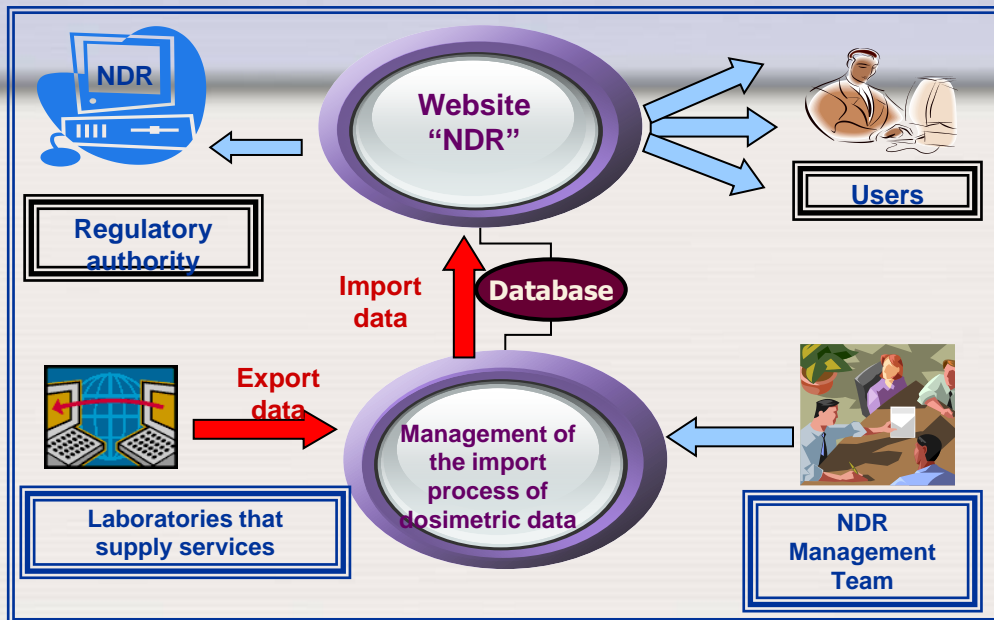 NDR
Website
“NDR”
Users
Regulatory
authority
Import
data
Database
Export
data
Management of
the import
process of
dosimetric data
Laboratories that
supply services
NDR
Management
Team